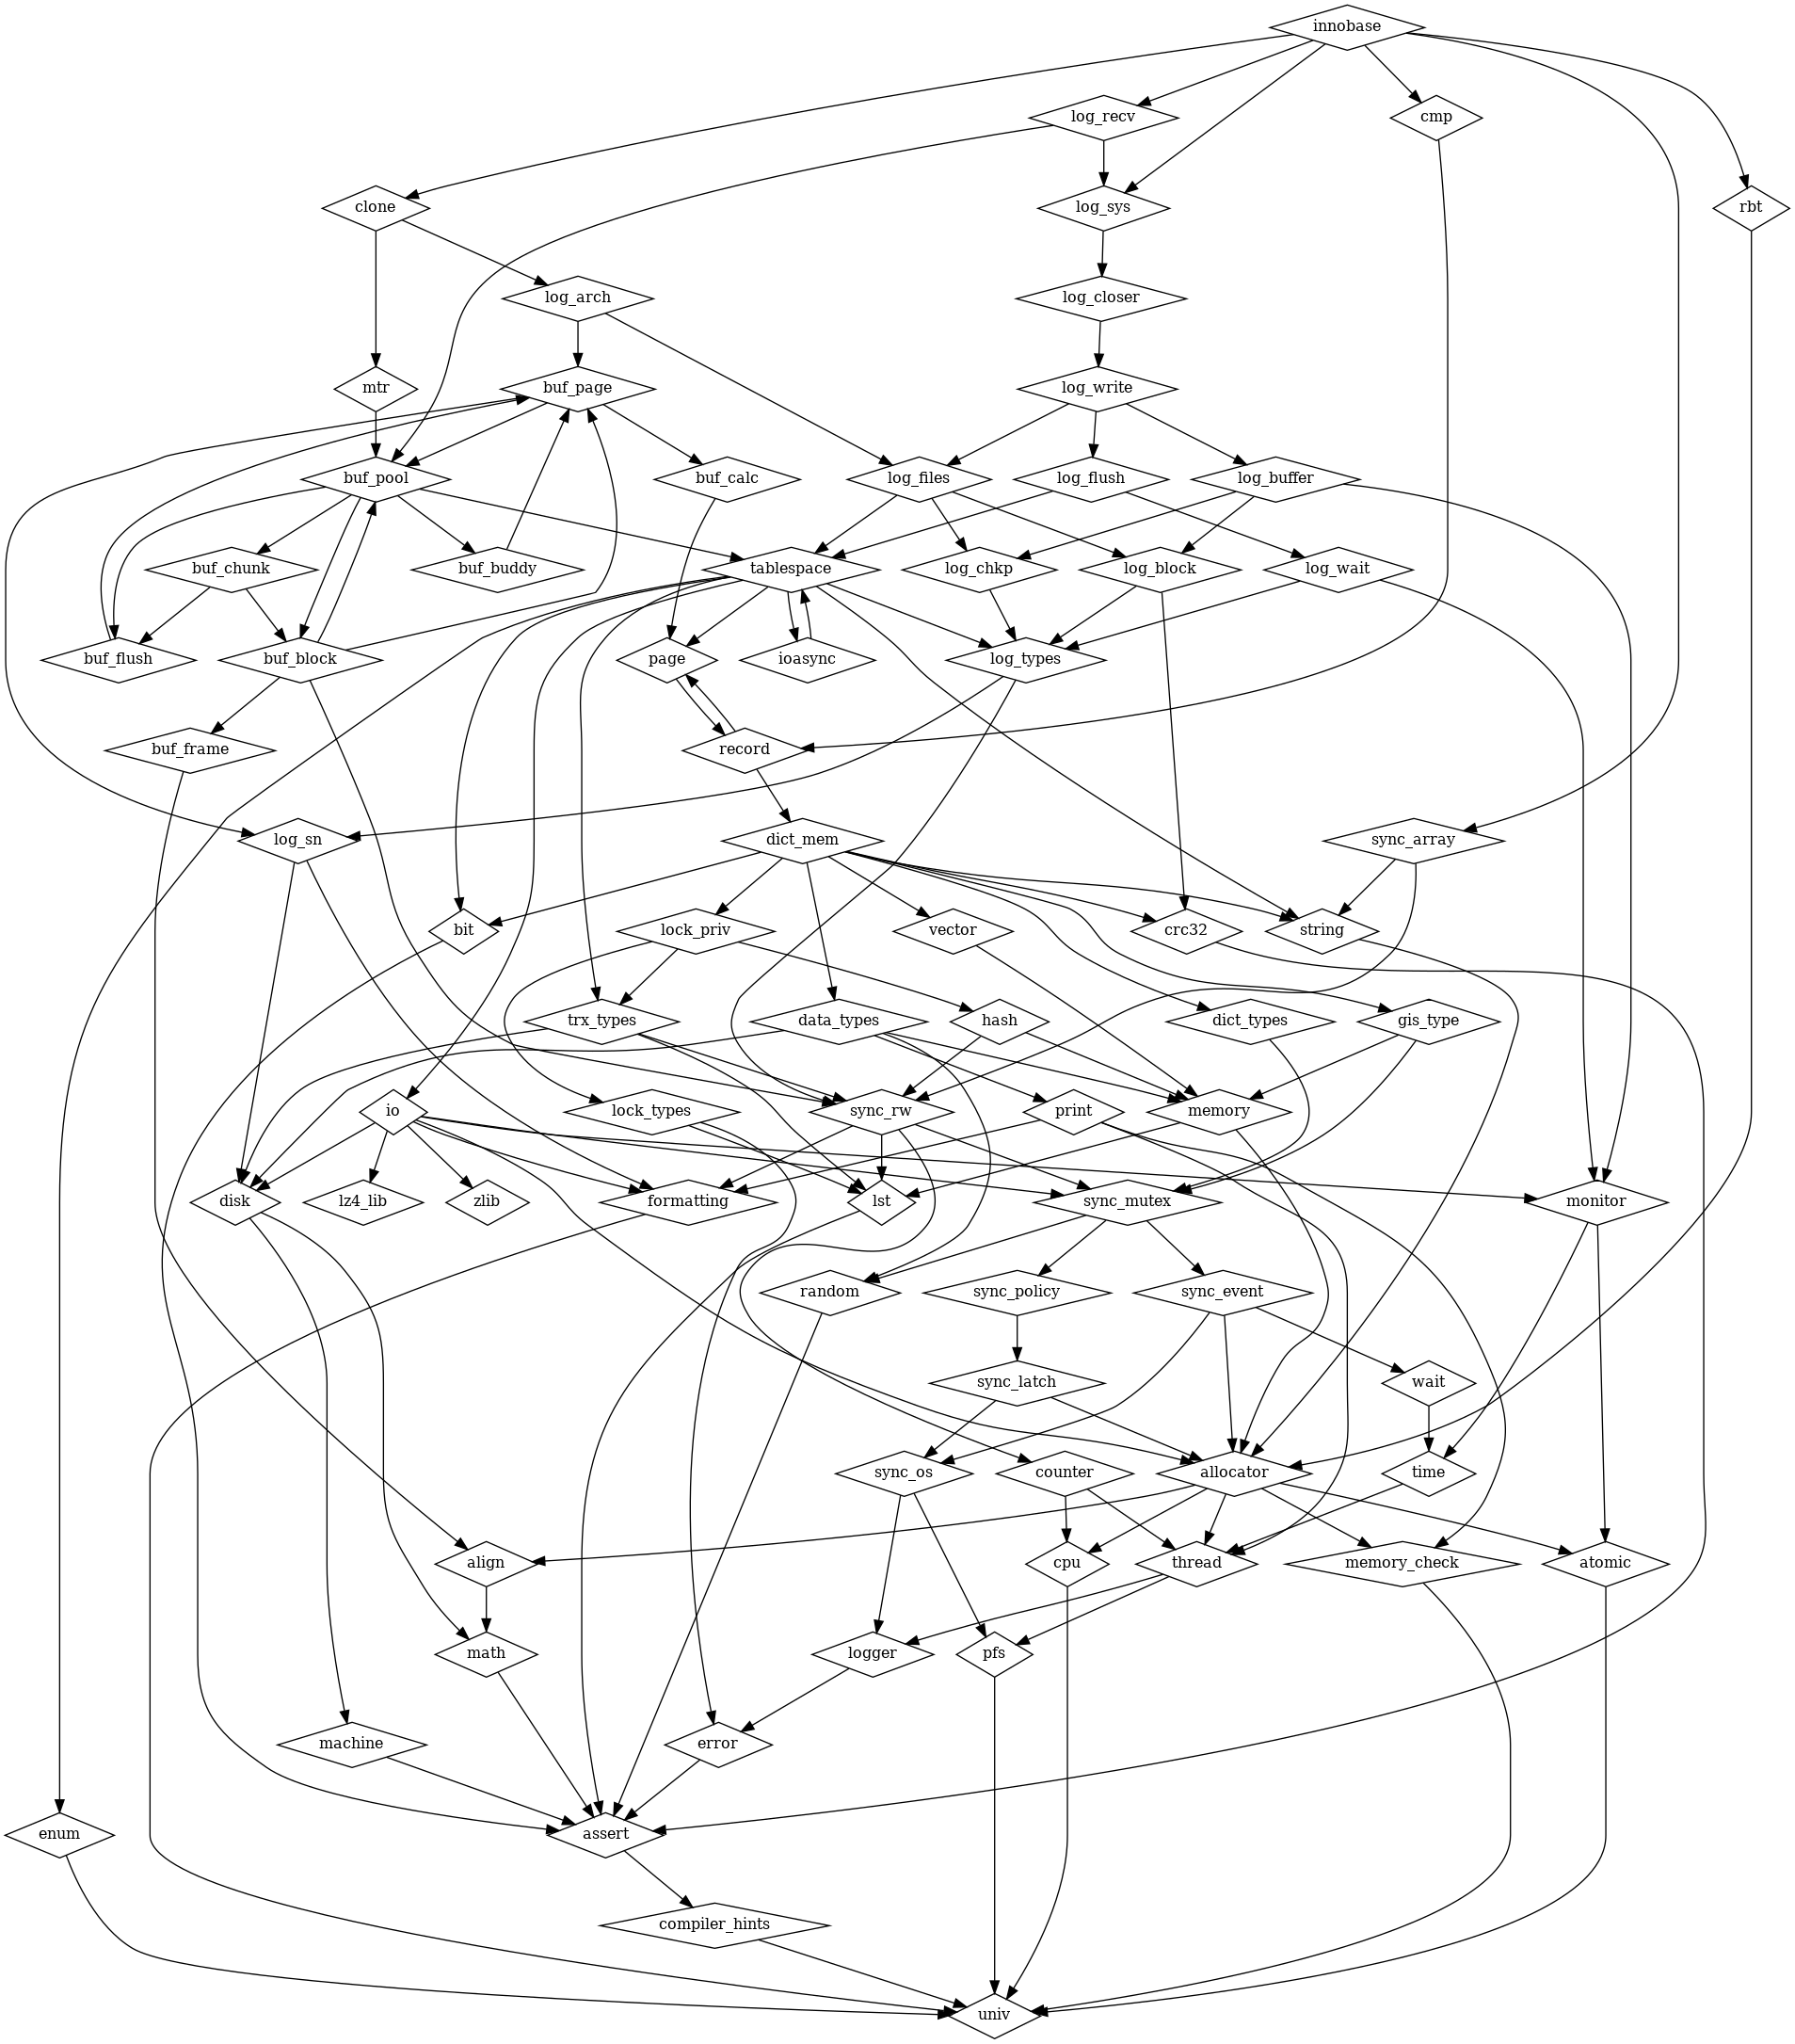 innobase
log_recv
cmp
clone
log_sys
rbt
log_arch
log_closer
mtr
buf_page
log_write
buf_pool
buf_calc
log_files
log_flush
log_buffer
buf_chunk
buf_buddy
tablespace
log_chkp
log_block
log_wait
buf_flush
buf_block
page
ioasync
log_types
buf_frame
record
log_sn
dict_mem
sync_array
bit
lock_priv
vector
crc32
string
trx_types
data_types
hash
dict_types
gis_type
io
lock_types
sync_rw
print
memory
disk
lz4_lib
zlib
formatting
lst
sync_mutex
monitor
random
sync_policy
sync_event
sync_latch
wait
sync_os
counter
allocator
time
align
cpu
thread
memory_check
atomic
math
logger
pfs
machine
error
enum
assert
compiler_hints
univ